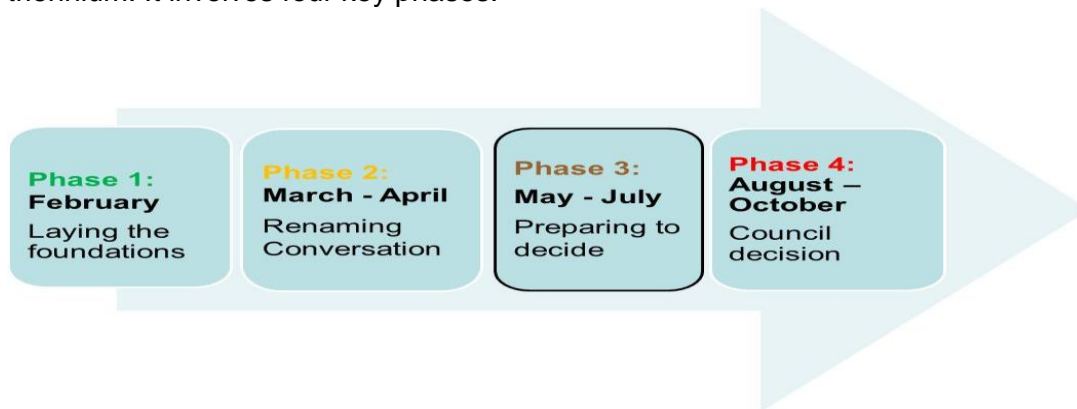 triennium. It involves four key phases:
Phase 1:
February
Laying the
foundations
Phase 2:
March - April
Renaming
Conversation
Phase 3:
May - July
Preparing to
decide
Phase 4:
August –
October
Council
decision